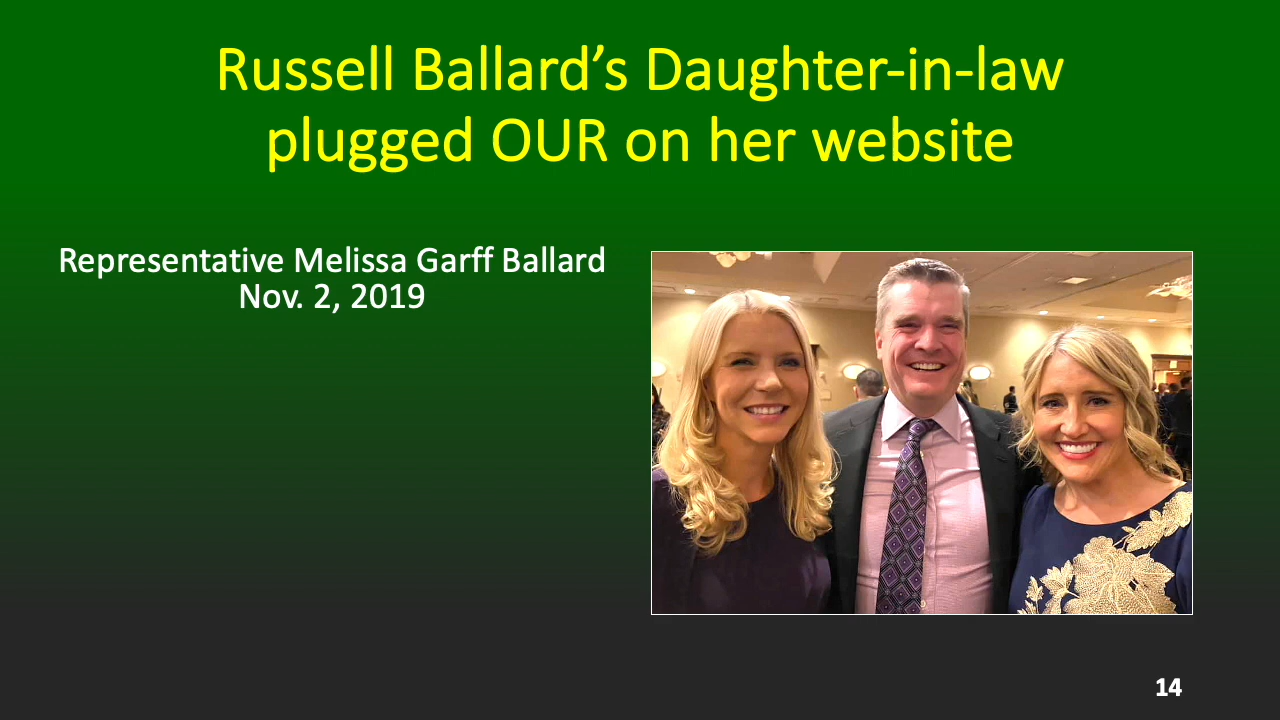 Russell Ballard’s Daughter-in-law
plugged OUR on her website
Representative Melissa Garff Ballard
Nov. 2, 2019
14